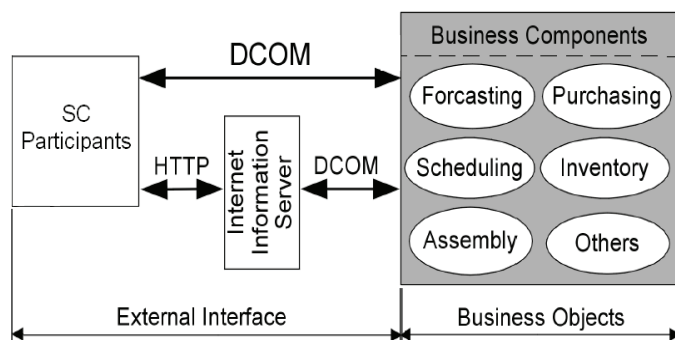 Business Components
DCOM
Forcasting
Purchasing
SC
Participants
HTTP
Internet
Information
Server
DCOM
Scheduling
Inventory
Assembly
Others
External Interface
Business Objects